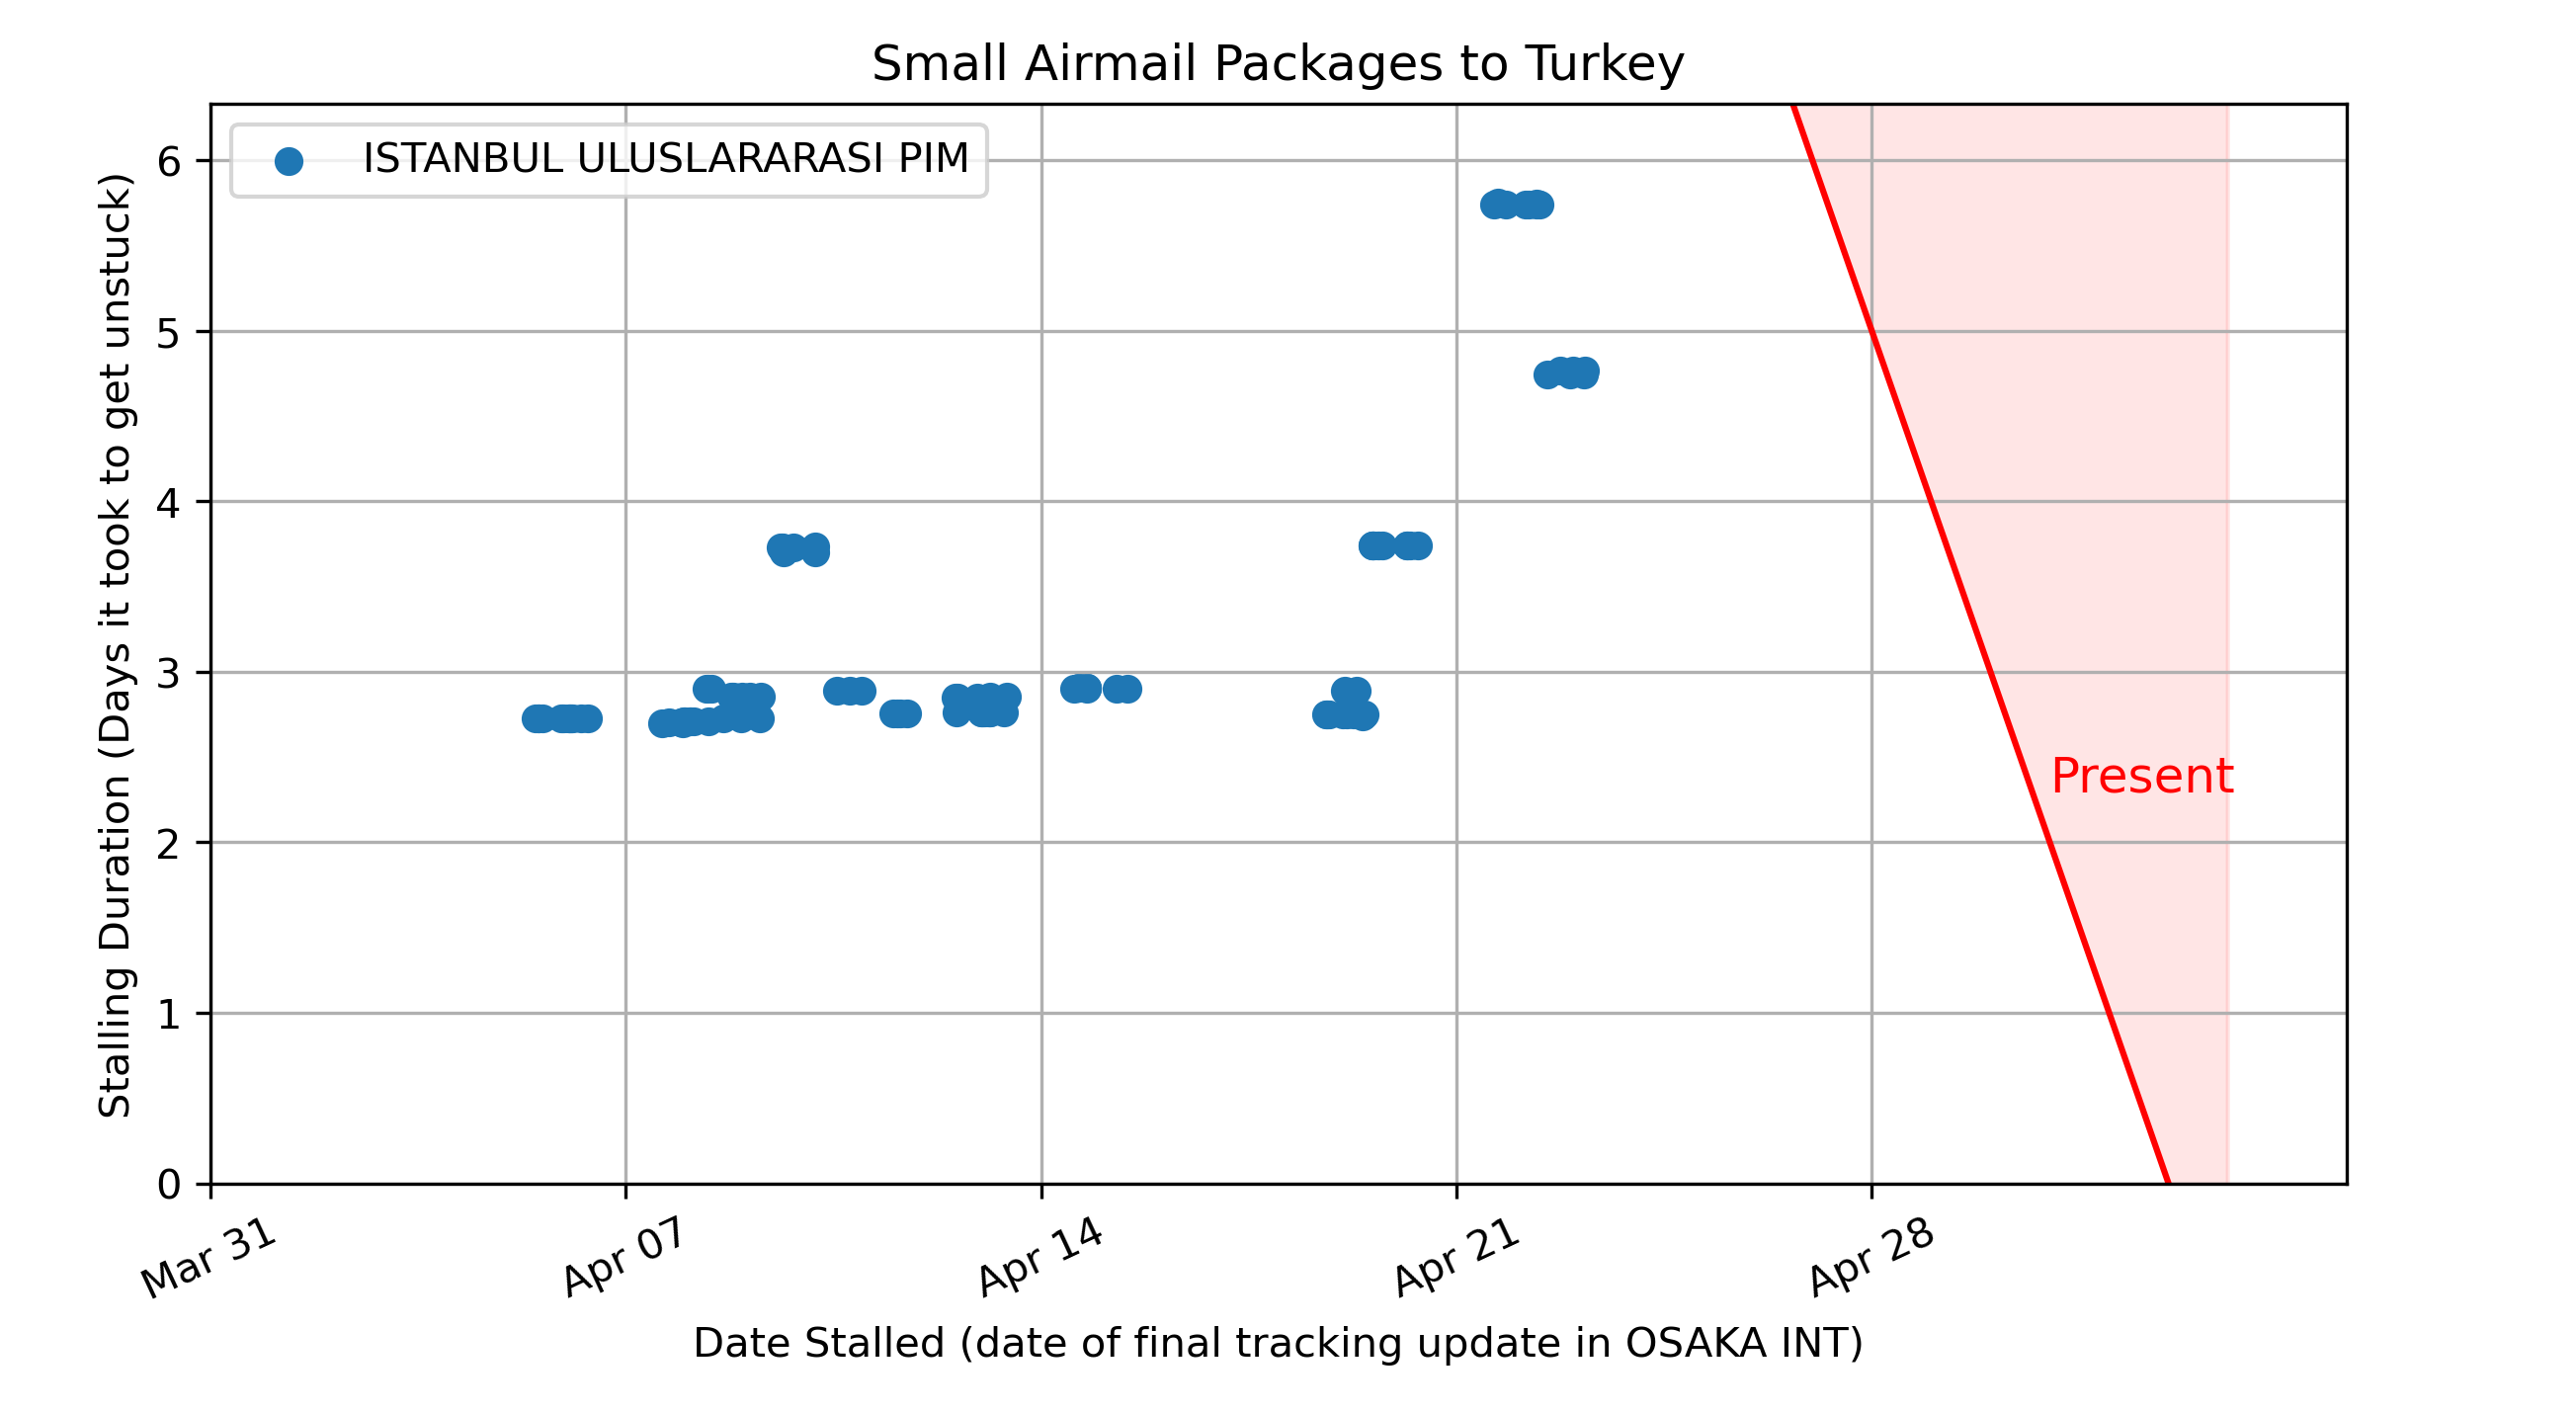 Small Airmail Packages to Turkey
ISTANBUL ULUSLARARASI PIM
Stalling Duration (Days it took to get unstuck)
6
5
4
3
2
1
0
Present
Mar 31
Apr 07
Apr 14
Apr 21
Apr 28
Date Stalled (date of final tracking update in OSAKA INT)